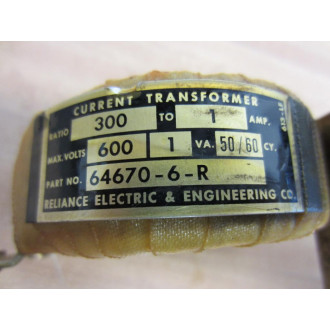 CURRENT TRANSFORMER
RATIO 300 TO 1 AMP.
MAX. VOLTS 600 1 VA. 50/60 CY.
PART NO. 64670-6-R
RELIANCE ELECTRIC & ENGINEERING CO.